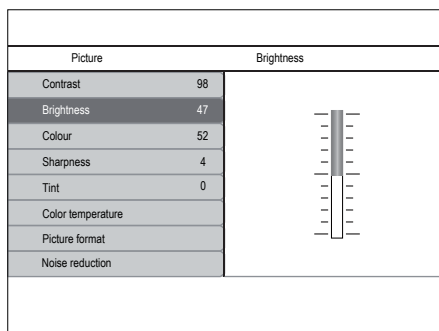 Picture Brightness
Contrast 98
Brightness 47
Colour 52
Sharpness 4
Tint 0
Color temperature
Picture format
Noise reduction